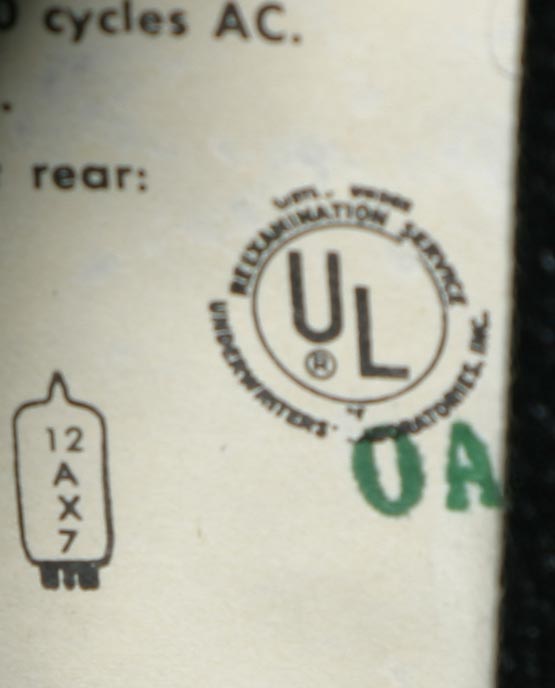 cycles AC.
.
rear:
REEXAMINATION SERVICE
UL
®
UNDERWRITERS' LABORATORIES, INC.
OA
12
A
X
7